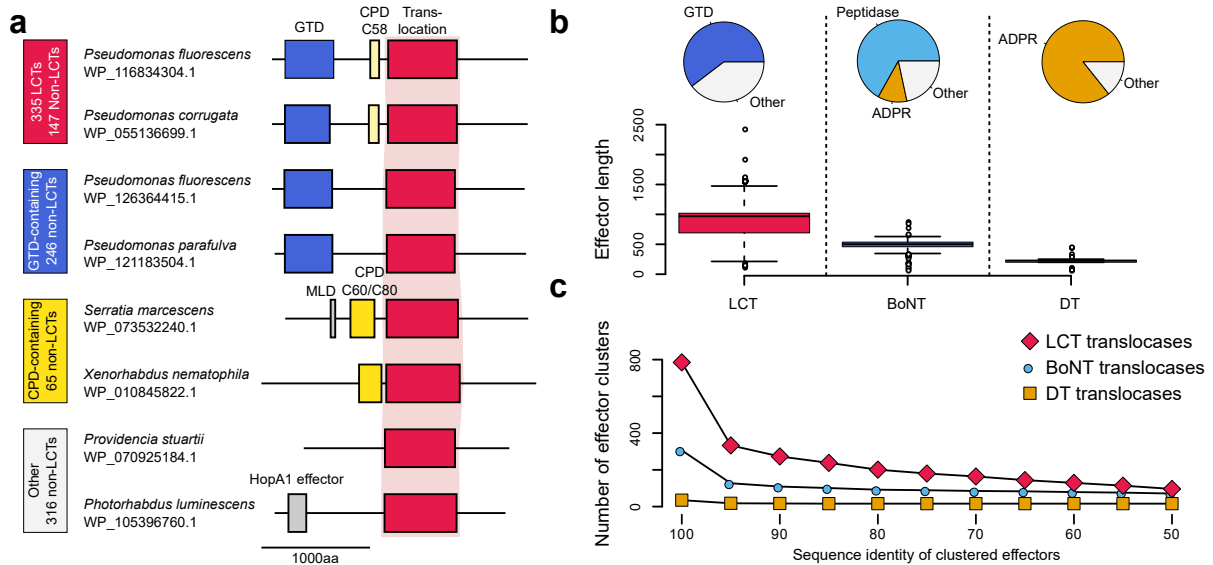 a
GTD
CPD
C58
Trans-
location
335 LCTs
147 Non-LCTs
Pseudomonas fluorescens
WP_116834304.1
Pseudomonas corrugata
WP_055136699.1
GTD-containing
246 non-LCTs
Pseudomonas fluorescens
WP_126364415.1
Pseudomonas parafulva
WP_121183504.1
CPD-containing
65 non-LCTs
MLD
CPD
C60/C80
Serratia marcescens
WP_073532240.1
Xenorhabdus nematophila
WP_010845822.1
Other
316 non-LCTs
Providencia stuartii
WP_070925184.1
HopA1 effector
Photorhabdus luminescens
WP_105396760.1
1000aa
b
GTD
Other
Peptidase
ADPR
Other
ADPR
Other
Effector length
2500
1500
500
0
LCT
BoNT
DT
c
LCT translocases
BoNT translocases
DT translocases
Number of effector clusters
800
400
0
100
90
80
70
60
50
Sequence identity of clustered effectors